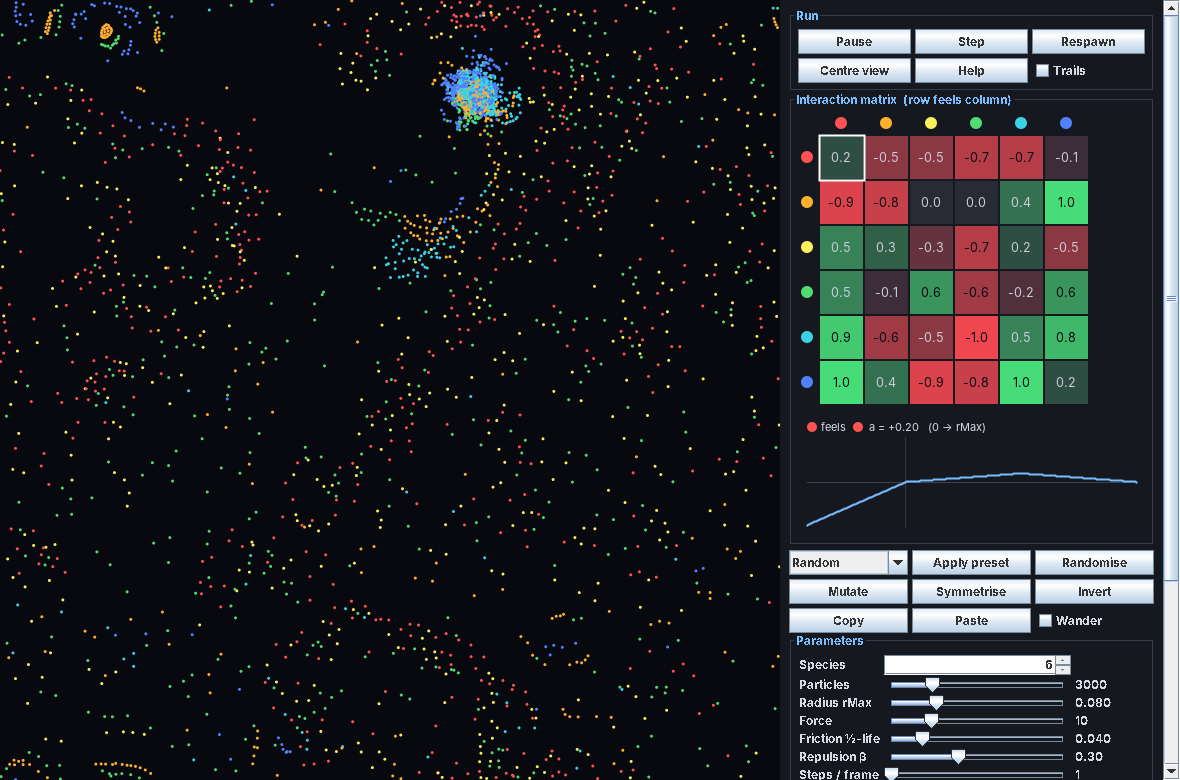 Run
Pause Step Respawn
Centre view Help Trails
Interaction matrix (row feels column)
0.2 -0.5 -0.5 -0.7 -0.7 -0.1
-0.9 -0.8 0.0 0.0 0.4 1.0
0.5 0.3 -0.3 -0.7 0.2 -0.5
0.5 -0.1 0.6 -0.6 -0.2 0.6
0.9 -0.6 -0.5 -1.0 0.5 0.8
1.0 0.4 -0.9 -0.8 1.0 0.2
feels a = +0.20 (0 → rMax)
Random Apply preset Randomise
Mutate Symmetrise Invert
Copy Paste Wander
Parameters
Species 6
Particles 3000
Radius rMax 0.080
Force 10
Friction ½-life 0.040
Repulsion β 0.30
Steps / frame 1